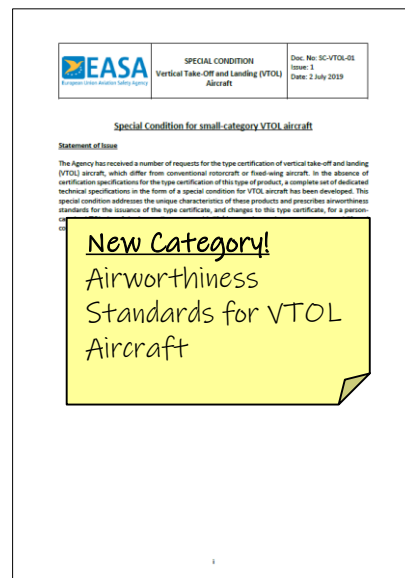 EASA
European Union Aviation Safety Agency
SPECIAL CONDITION
Vertical Take-Off and Landing (VTOL)
Aircraft
Doc. No: SC-VTOL-01
Issue: 1
Date: 2 July 2019
Special Condition for small-category VTOL aircraft
Statement of Issue
The Agency has received a number of requests for the type certification of vertical take-off and landing
(VTOL) aircraft, which differ from conventional rotorcraft or fixed-wing aircraft. In the absence of
certification specifications for the type certification of this type of product, a complete set of dedicated
technical specifications in the form of a special condition for VTOL aircraft has been developed. This
special condition addresses the unique characteristics of these products and prescribes airworthiness
standards for the issuance of the type certificate, and changes to this type certificate, for a person-
New Category!
Airworthiness
Standards for VTOL
Aircraft
i